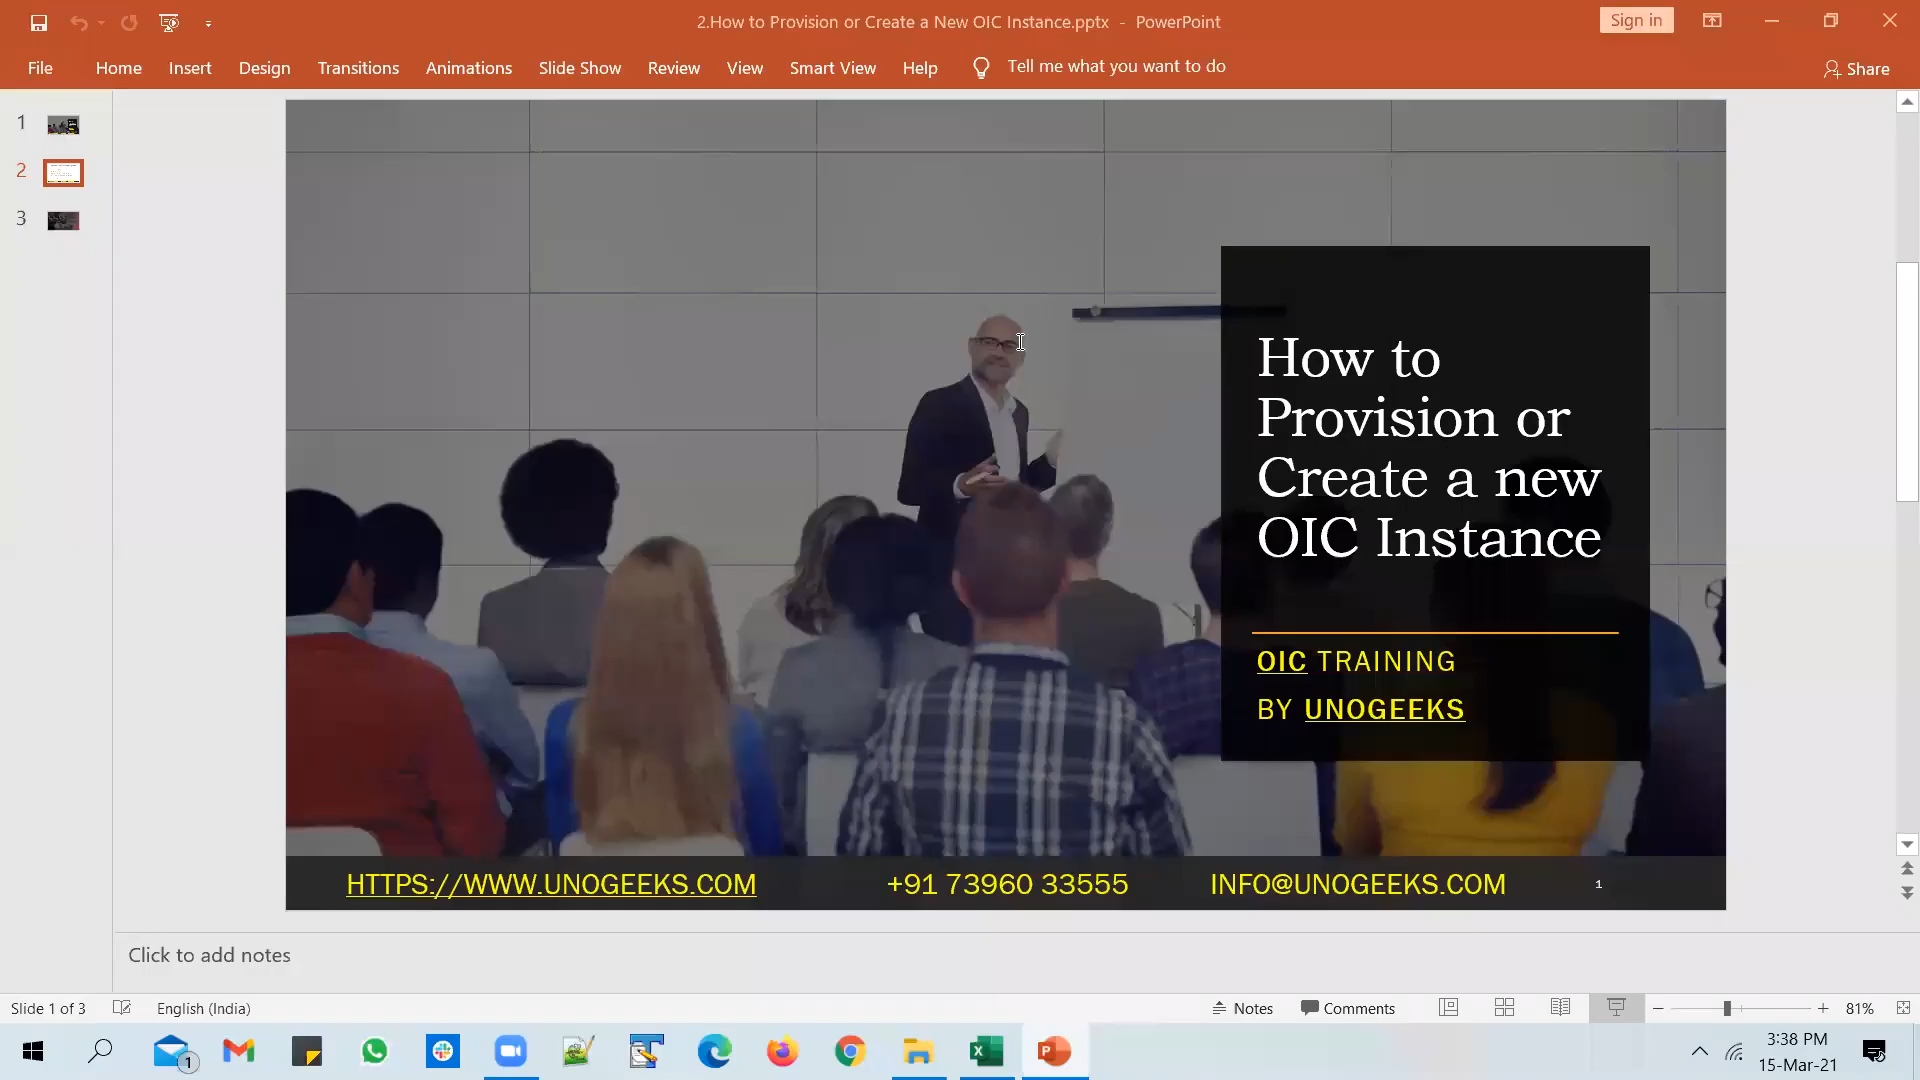 2.How to Provision or Create a New OIC Instance.pptx - PowerPoint
Sign in
File Home Insert Design Transitions Animations Slide Show Review View Smart View Help Tell me what you want to do Share
1
2
3
How to
Provision or
Create a new
OIC Instance
OIC TRAINING
BY UNOGEEKS
HTTPS://WWW.UNOGEEKS.COM +91 73960 33555 INFO@UNOGEEKS.COM 1
Click to add notes
Slide 1 of 3 English (India) Notes Comments 81%
1
3:38 PM
15-Mar-21